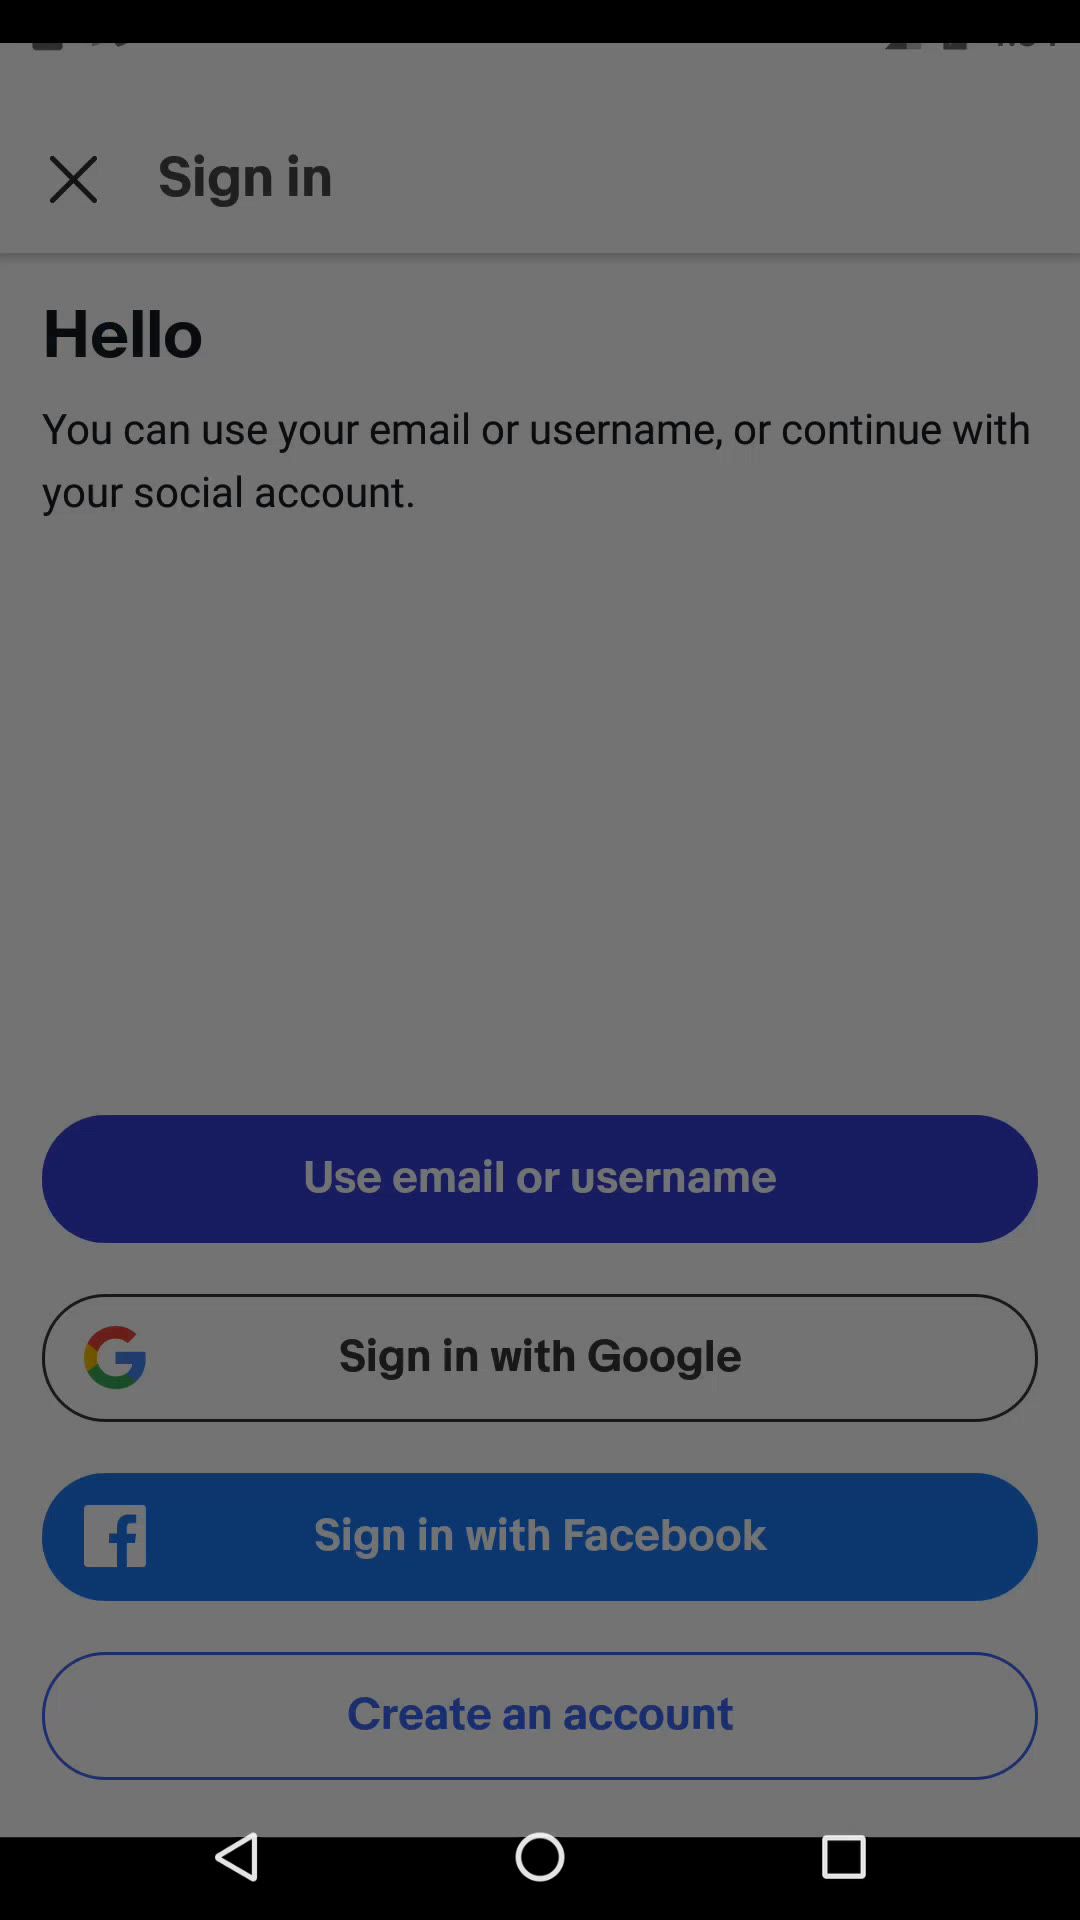 Sign in
Hello
You can use your email or username, or continue with
your social account.
Use email or username
Sign in with Google
Sign in with Facebook
Create an account